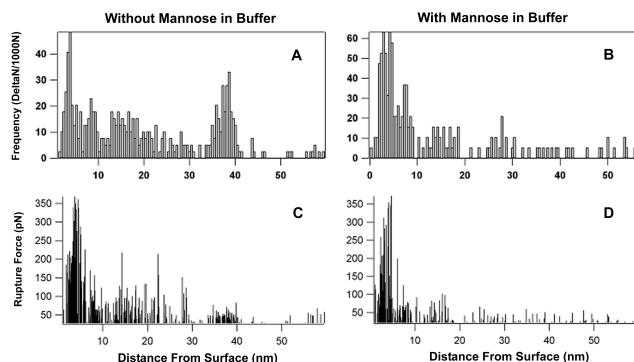 Without Mannose in Buffer
With Mannose in Buffer
Frequency (DeltaN/1000N)
40
30
20
10
0
A
10 20 30 40 50
60
50
40
30
20
10
0
B
0 10 20 30 40 50
Rupture Force (pN)
350
300
250
200
150
100
50
C
10 20 30 40 50
Distance From Surface (nm)
350
300
250
200
150
100
50
D
10 20 30 40 50
Distance From Surface (nm)